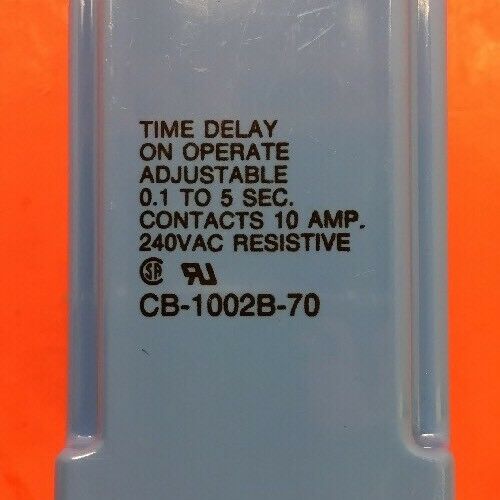 TIME DELAY
ON OPERATE
ADJUSTABLE
0.1 TO 5 SEC.
CONTACTS 10 AMP.
240VAC RESISTIVE
CB-1002B-70